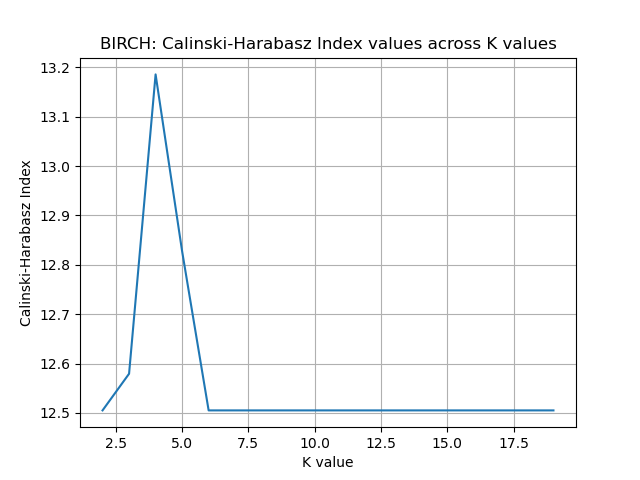 BIRCH: Calinski-Harabasz Index values across K values
13.2
13.1
13.0
12.9
12.8
12.7
12.6
12.5
Calinski-Harabasz Index
2.5 5.0 7.5 10.0 12.5 15.0 17.5
K value